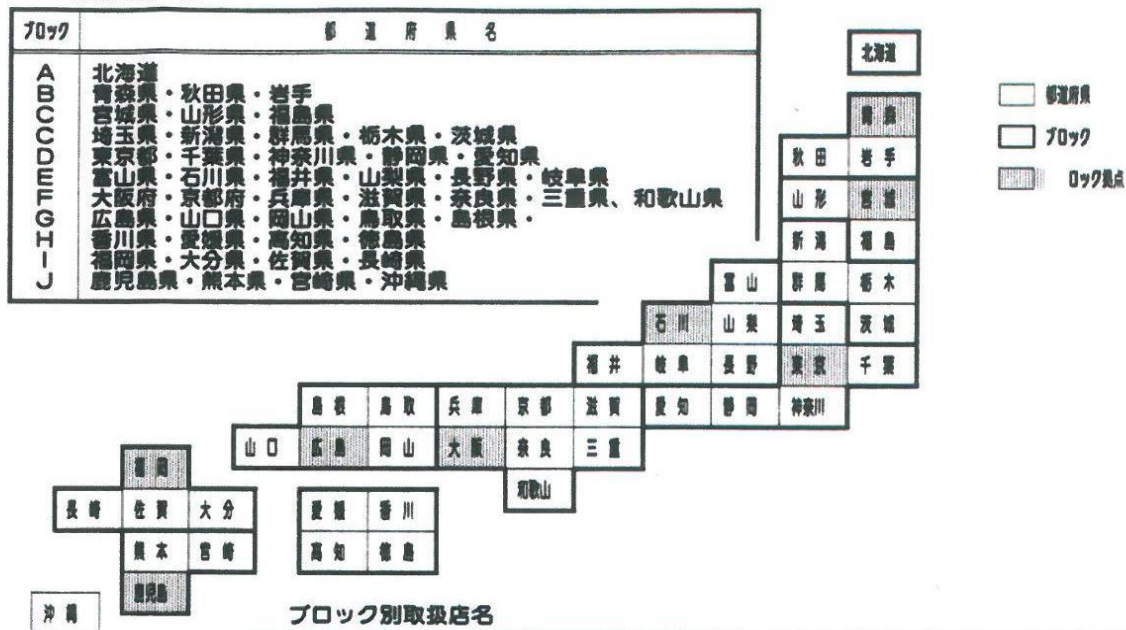 ブロック 都道府県名
A 北海道
B 青森県・秋田県・岩手
C 宮城県・山形県・福島県
C 埼玉県・新潟県・群馬県・栃木県・茨城県
D 東京都・千葉県・神奈川県・静岡県・愛知県
E 富山県・石川県・福井県・山梨県・長野県・岐阜県
F 大阪府・京都府・兵庫県・滋賀県・奈良県・三重県、和歌山県
G 広島県・山口県・岡山県・鳥取県・島根県・
H 香川県・愛媛県・高知県・徳島県
I 福岡県・大分県・佐賀県・長崎県
J 鹿児島県・熊本県・宮崎県・沖縄県
北海道
都道府県
ブロック
ロック拠点
青森
秋田 岩手
山形 宮城
新潟 福島
富山 群馬 栃木
石川 山梨 埼玉 茨城
福井 岐阜 長野 東京 千葉
島根 鳥取 兵庫 京都 滋賀 愛知 静岡 神奈川
山口 広島 岡山 大阪 奈良 三重
福岡 和歌山
長崎 佐賀 大分 愛媛 香川
熊本 宮崎 高知 徳島
鹿児島
沖縄
ブロック別取扱店名